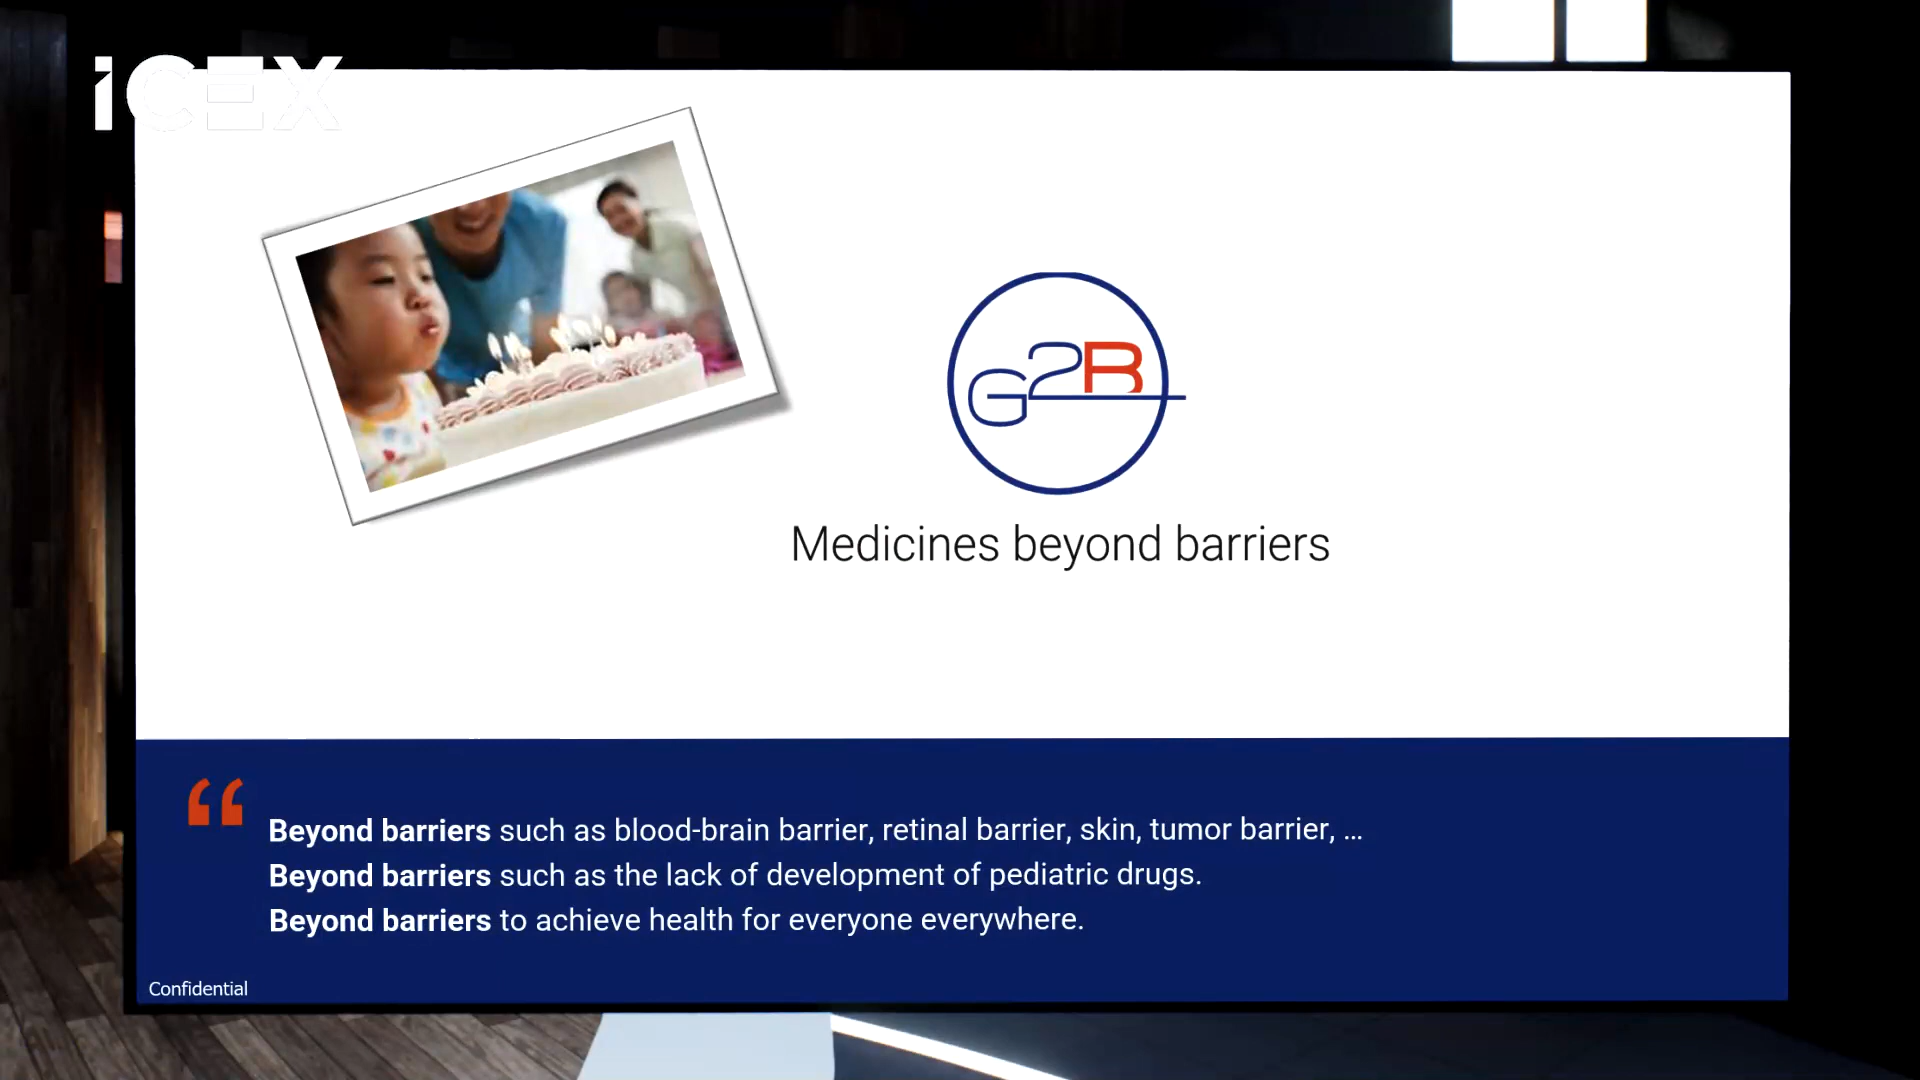 iCEX
G2B
Medicines beyond barriers
“
Beyond barriers such as blood-brain barrier, retinal barrier, skin, tumor barrier, ...
Beyond barriers such as the lack of development of pediatric drugs.
Beyond barriers to achieve health for everyone everywhere.
Confidential